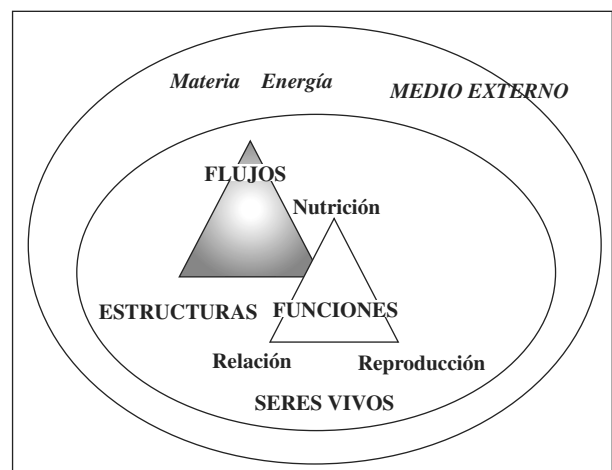 Materia Energía
MEDIO EXTERNO
FLUJOS
Nutrición
ESTRUCTURAS
FUNCIONES
Relación
Reproducción
SERES VIVOS